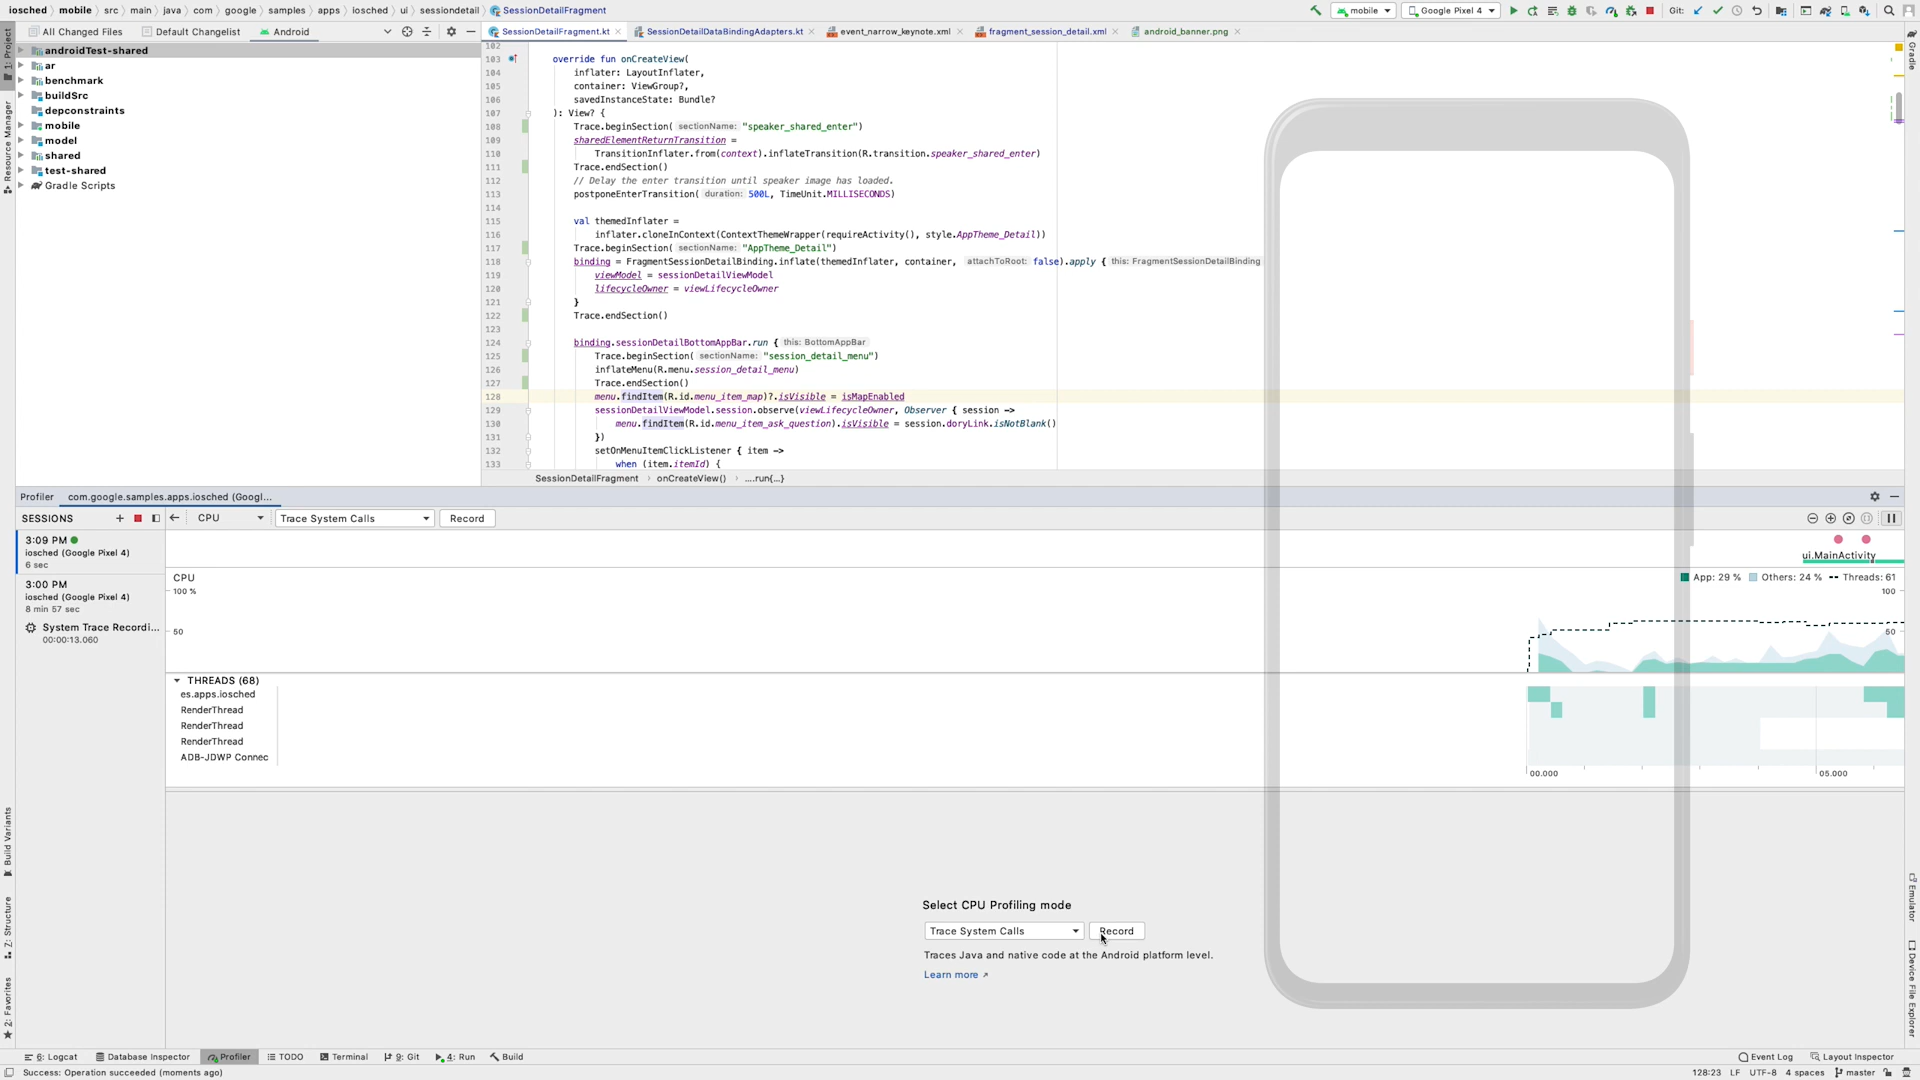 iosched › mobile › src › main › java › com › google › samples › apps › iosched › ui › sessiondetail › SessionDetailFragment
mobile
Google Pixel 4
Git:
All Changed Files
Default Changelist
Android
SessionDetailFragment.kt
SessionDetailDataBindingAdapters.kt
event_narrow_keynote.xml
fragment_session_detail.xml
android_banner.png
1: Project
Resource Manager
Gradle
androidTest-shared
ar
benchmark
buildSrc
depconstraints
mobile
model
shared
test-shared
Gradle Scripts
102
103 override fun onCreateView(
104 inflater: LayoutInflater,
105 container: ViewGroup?,
106 savedInstanceState: Bundle?
107 ): View? {
108 Trace.beginSection( sectionName: "speaker_shared_enter")
109 sharedElementReturnTransition =
110 TransitionInflater.from(context).inflateTransition(R.transition.speaker_shared_enter)
111 Trace.endSection()
112 // Delay the enter transition until speaker image has loaded.
113 postponeEnterTransition( duration: 500L, TimeUnit.MILLISECONDS)
114
115 val themedInflater =
116 inflater.cloneInContext(ContextThemeWrapper(requireActivity(), style.AppTheme_Detail))
117 Trace.beginSection( sectionName: "AppTheme_Detail")
118 binding = FragmentSessionDetailBinding.inflate(themedInflater, container, attachToRoot: false).apply { this: FragmentSessionDetailBinding
119 viewModel = sessionDetailViewModel
120 lifecycleOwner = viewLifecycleOwner
121 }
122 Trace.endSection()
123
124 binding.sessionDetailBottomAppBar.run { this: BottomAppBar
125 Trace.beginSection( sectionName: "session_detail_menu")
126 inflateMenu(R.menu.session_detail_menu)
127 Trace.endSection()
128 menu.findItem(R.id.menu_item_map)?.isVisible = isMapEnabled
129 sessionDetailViewModel.session.observe(viewLifecycleOwner, Observer { session ->
130 menu.findItem(R.id.menu_item_ask_question).isVisible = session.doryLink.isNotBlank()
131 })
132 setOnMenuItemClickListener { item ->
133 when (item.itemId) {
SessionDetailFragment › onCreateView() › ....run{...}
Profiler
com.google.samples.apps.iosched (Googl...
SESSIONS
CPU
Trace System Calls
Record
3:09 PM
iosched (Google Pixel 4)
6 sec
3:00 PM
iosched (Google Pixel 4)
8 min 57 sec
System Trace Recordi...
00:00:13.060
ui.MainActivity
CPU
App: 29 %
Others: 24 %
Threads: 61
100 %
100
50
50
THREADS (68)
es.apps.iosched
RenderThread
RenderThread
RenderThread
ADB-JDWP Connec
00.000
05.000
Select CPU Profiling mode
Trace System Calls
Record
Traces Java and native code at the Android platform level.
Learn more
Build Variants
Z: Structure
2: Favorites
Emulator
Device File Explorer
6: Logcat
Database Inspector
Profiler
TODO
Terminal
9: Git
4: Run
Build
Event Log
Layout Inspector
Success: Operation succeeded (moments ago)
128:23 LF UTF-8 4 spaces master